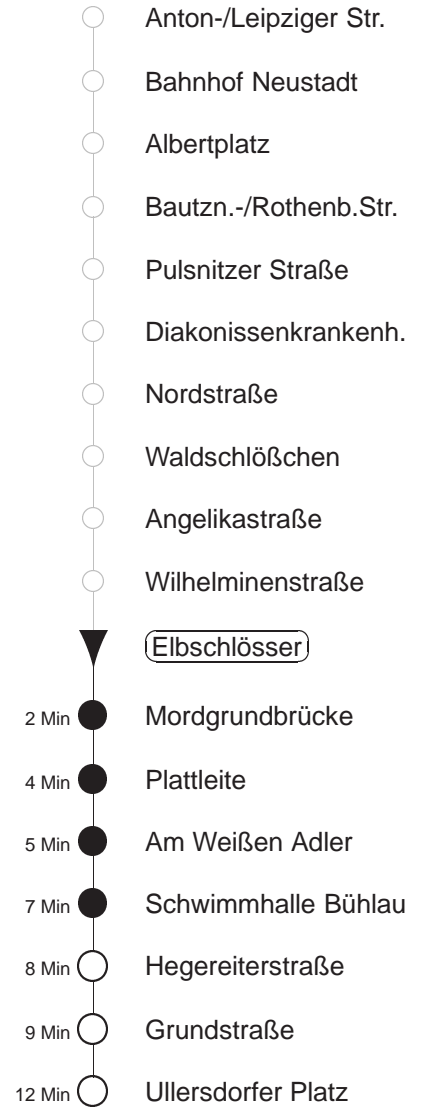 Anton-/Leipziger Str.
Bahnhof Neustadt
Albertplatz
Bautzn.-/Rothenb.Str.
Pulsnitzer Straße
Diakonissenkrankenh.
Nordstraße
Waldschlößchen
Angelikastraße
Wilhelminenstraße
Elbschlösser
2 Min Mordgrundbrücke
4 Min Plattleite
5 Min Am Weißen Adler
7 Min Schwimmhalle Bühlau
8 Min Hegereiterstraße
9 Min Grundstraße
12 Min Ullersdorfer Platz